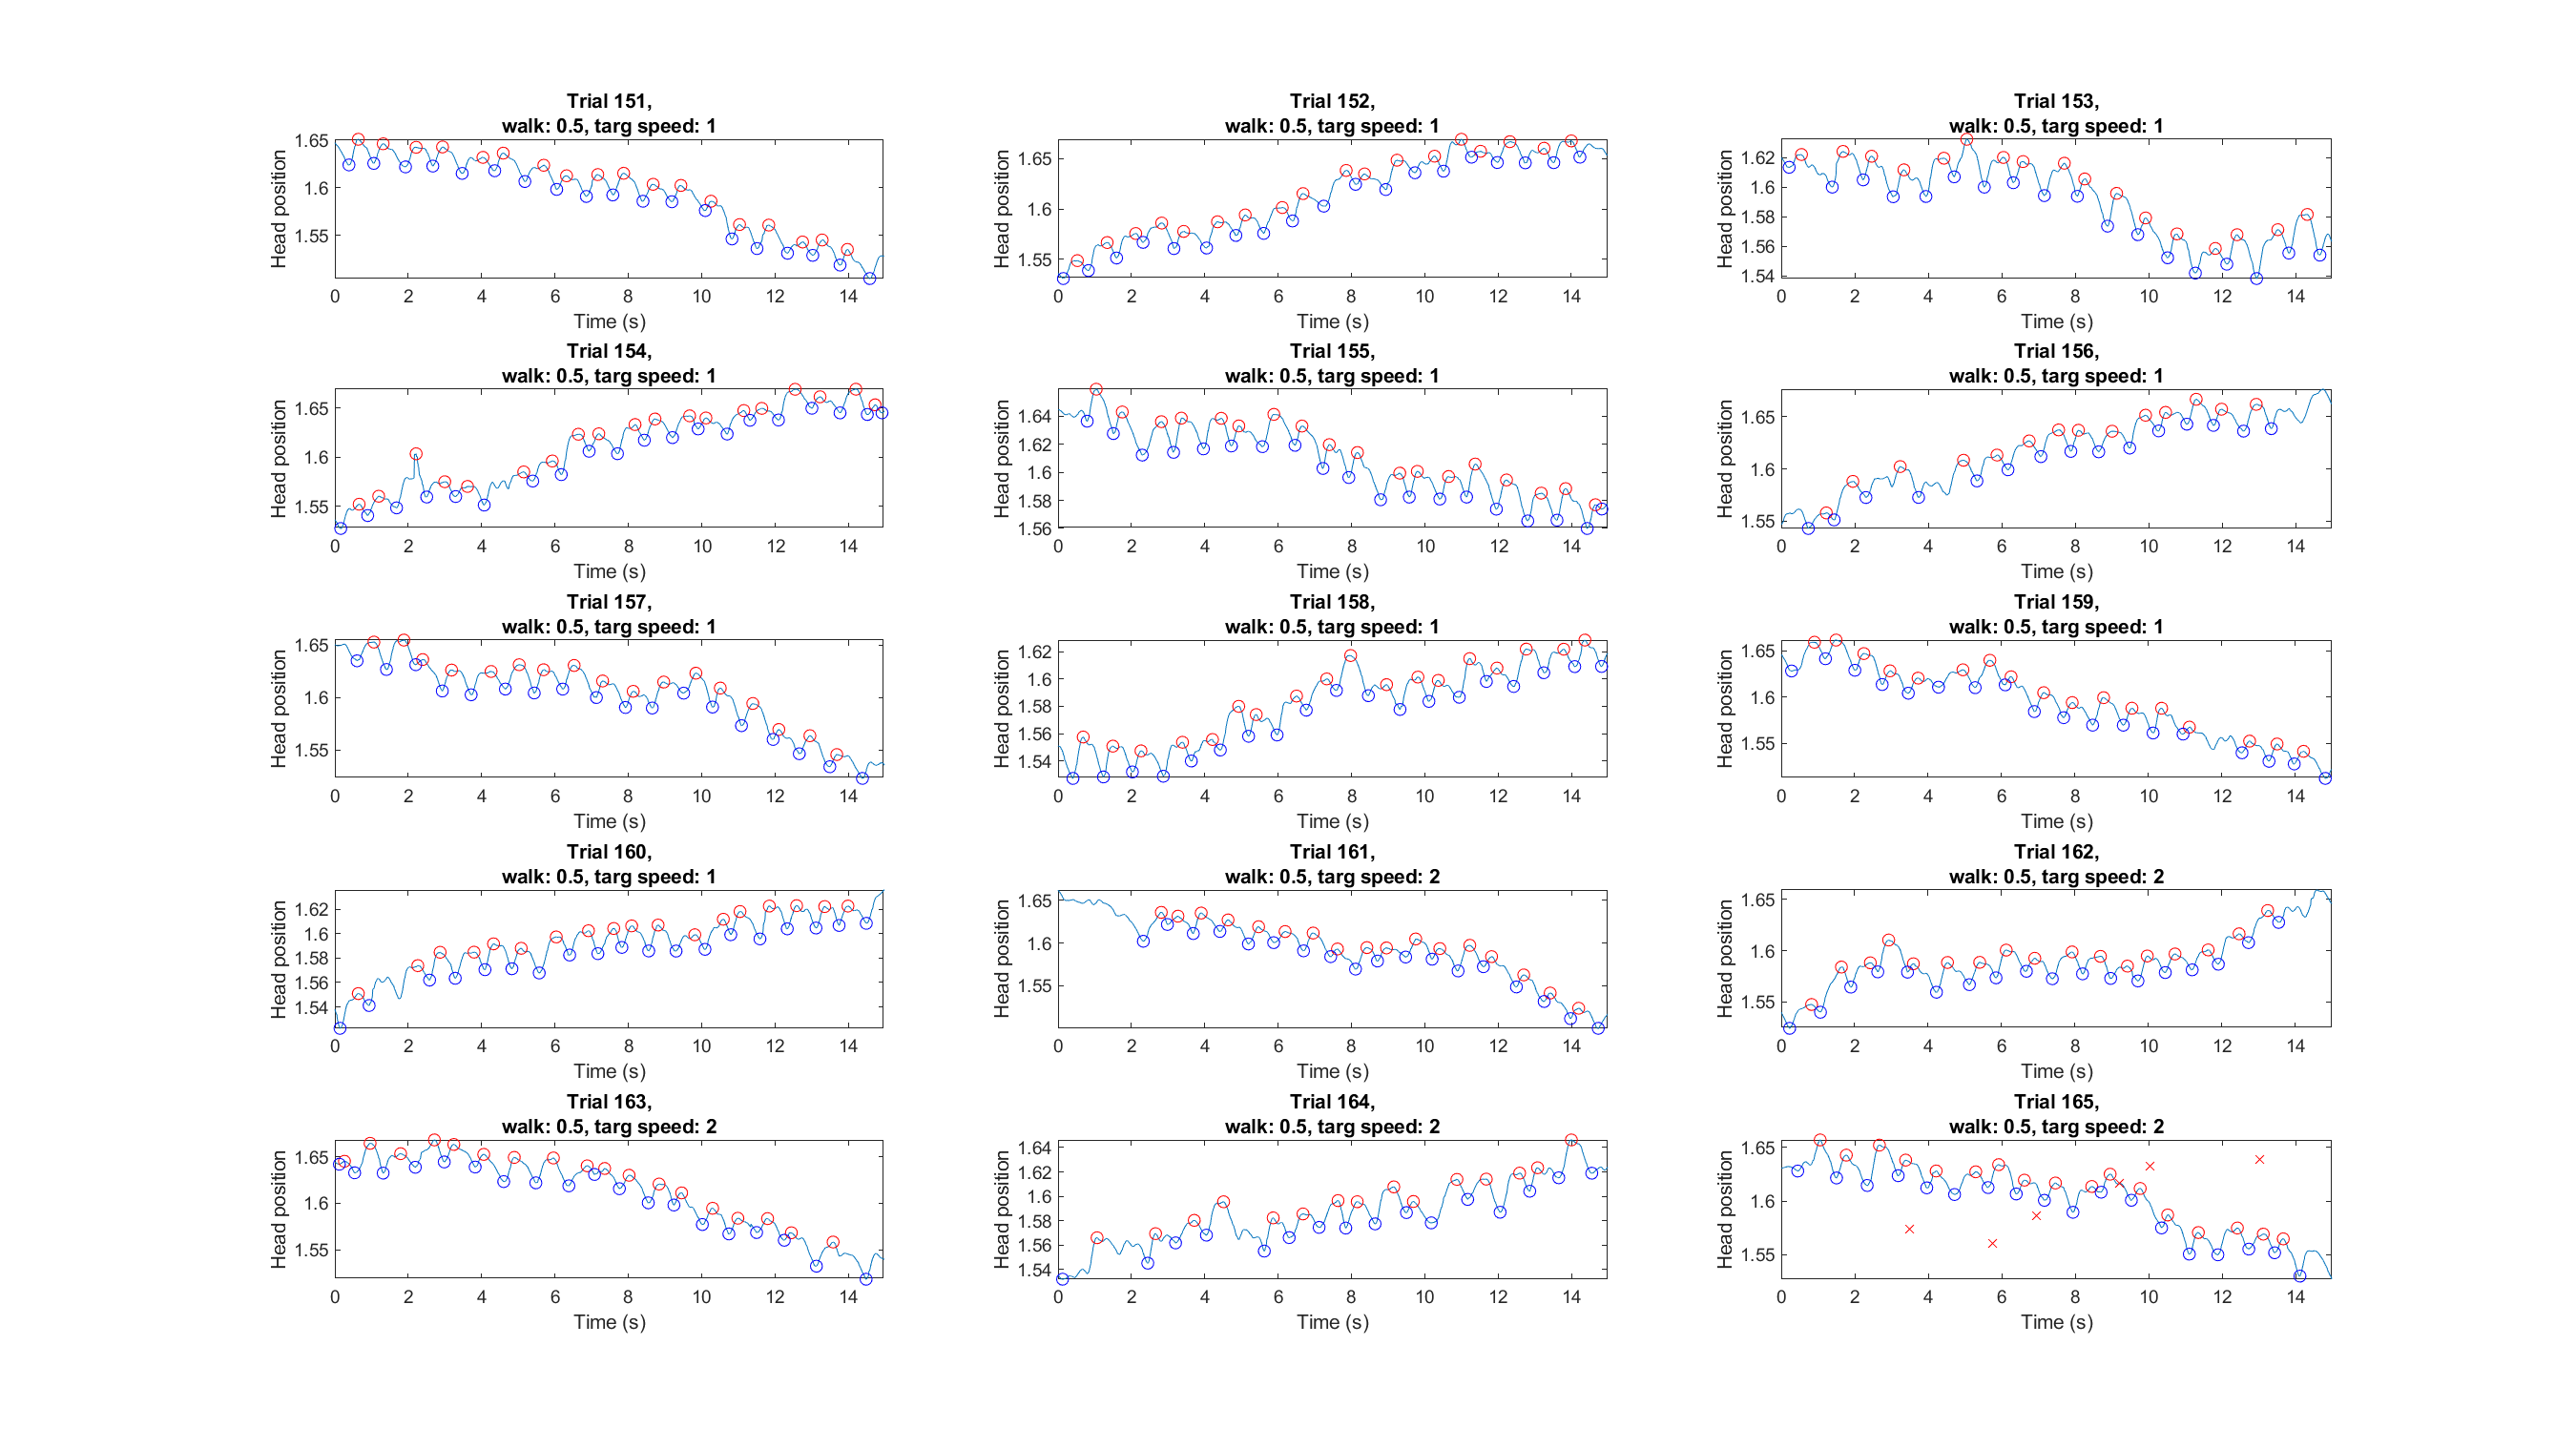 Trial 151,
walk: 0.5, targ speed: 1
Head position
1.65
1.6
1.55
0 2 4 6 8 10 12 14
Time (s)
Trial 152,
walk: 0.5, targ speed: 1
Head position
1.65
1.6
1.55
0 2 4 6 8 10 12 14
Time (s)
Trial 153,
walk: 0.5, targ speed: 1
Head position
1.62
1.6
1.58
1.56
1.54
0 2 4 6 8 10 12 14
Time (s)
Trial 154,
walk: 0.5, targ speed: 1
Head position
1.65
1.6
1.55
0 2 4 6 8 10 12 14
Time (s)
Trial 155,
walk: 0.5, targ speed: 1
Head position
1.64
1.62
1.6
1.58
1.56
0 2 4 6 8 10 12 14
Time (s)
Trial 156,
walk: 0.5, targ speed: 1
Head position
1.65
1.6
1.55
0 2 4 6 8 10 12 14
Time (s)
Trial 157,
walk: 0.5, targ speed: 1
Head position
1.65
1.6
1.55
0 2 4 6 8 10 12 14
Time (s)
Trial 158,
walk: 0.5, targ speed: 1
Head position
1.62
1.6
1.58
1.56
1.54
0 2 4 6 8 10 12 14
Time (s)
Trial 159,
walk: 0.5, targ speed: 1
Head position
1.65
1.6
1.55
0 2 4 6 8 10 12 14
Time (s)
Trial 160,
walk: 0.5, targ speed: 1
Head position
1.62
1.6
1.58
1.56
1.54
0 2 4 6 8 10 12 14
Time (s)
Trial 161,
walk: 0.5, targ speed: 2
Head position
1.65
1.6
1.55
0 2 4 6 8 10 12 14
Time (s)
Trial 162,
walk: 0.5, targ speed: 2
Head position
1.65
1.6
1.55
0 2 4 6 8 10 12 14
Time (s)
Trial 163,
walk: 0.5, targ speed: 2
Head position
1.65
1.6
1.55
0 2 4 6 8 10 12 14
Time (s)
Trial 164,
walk: 0.5, targ speed: 2
Head position
1.64
1.62
1.6
1.58
1.56
1.54
0 2 4 6 8 10 12 14
Time (s)
Trial 165,
walk: 0.5, targ speed: 2
Head position
1.65
1.6
1.55
0 2 4 6 8 10 12 14
Time (s)